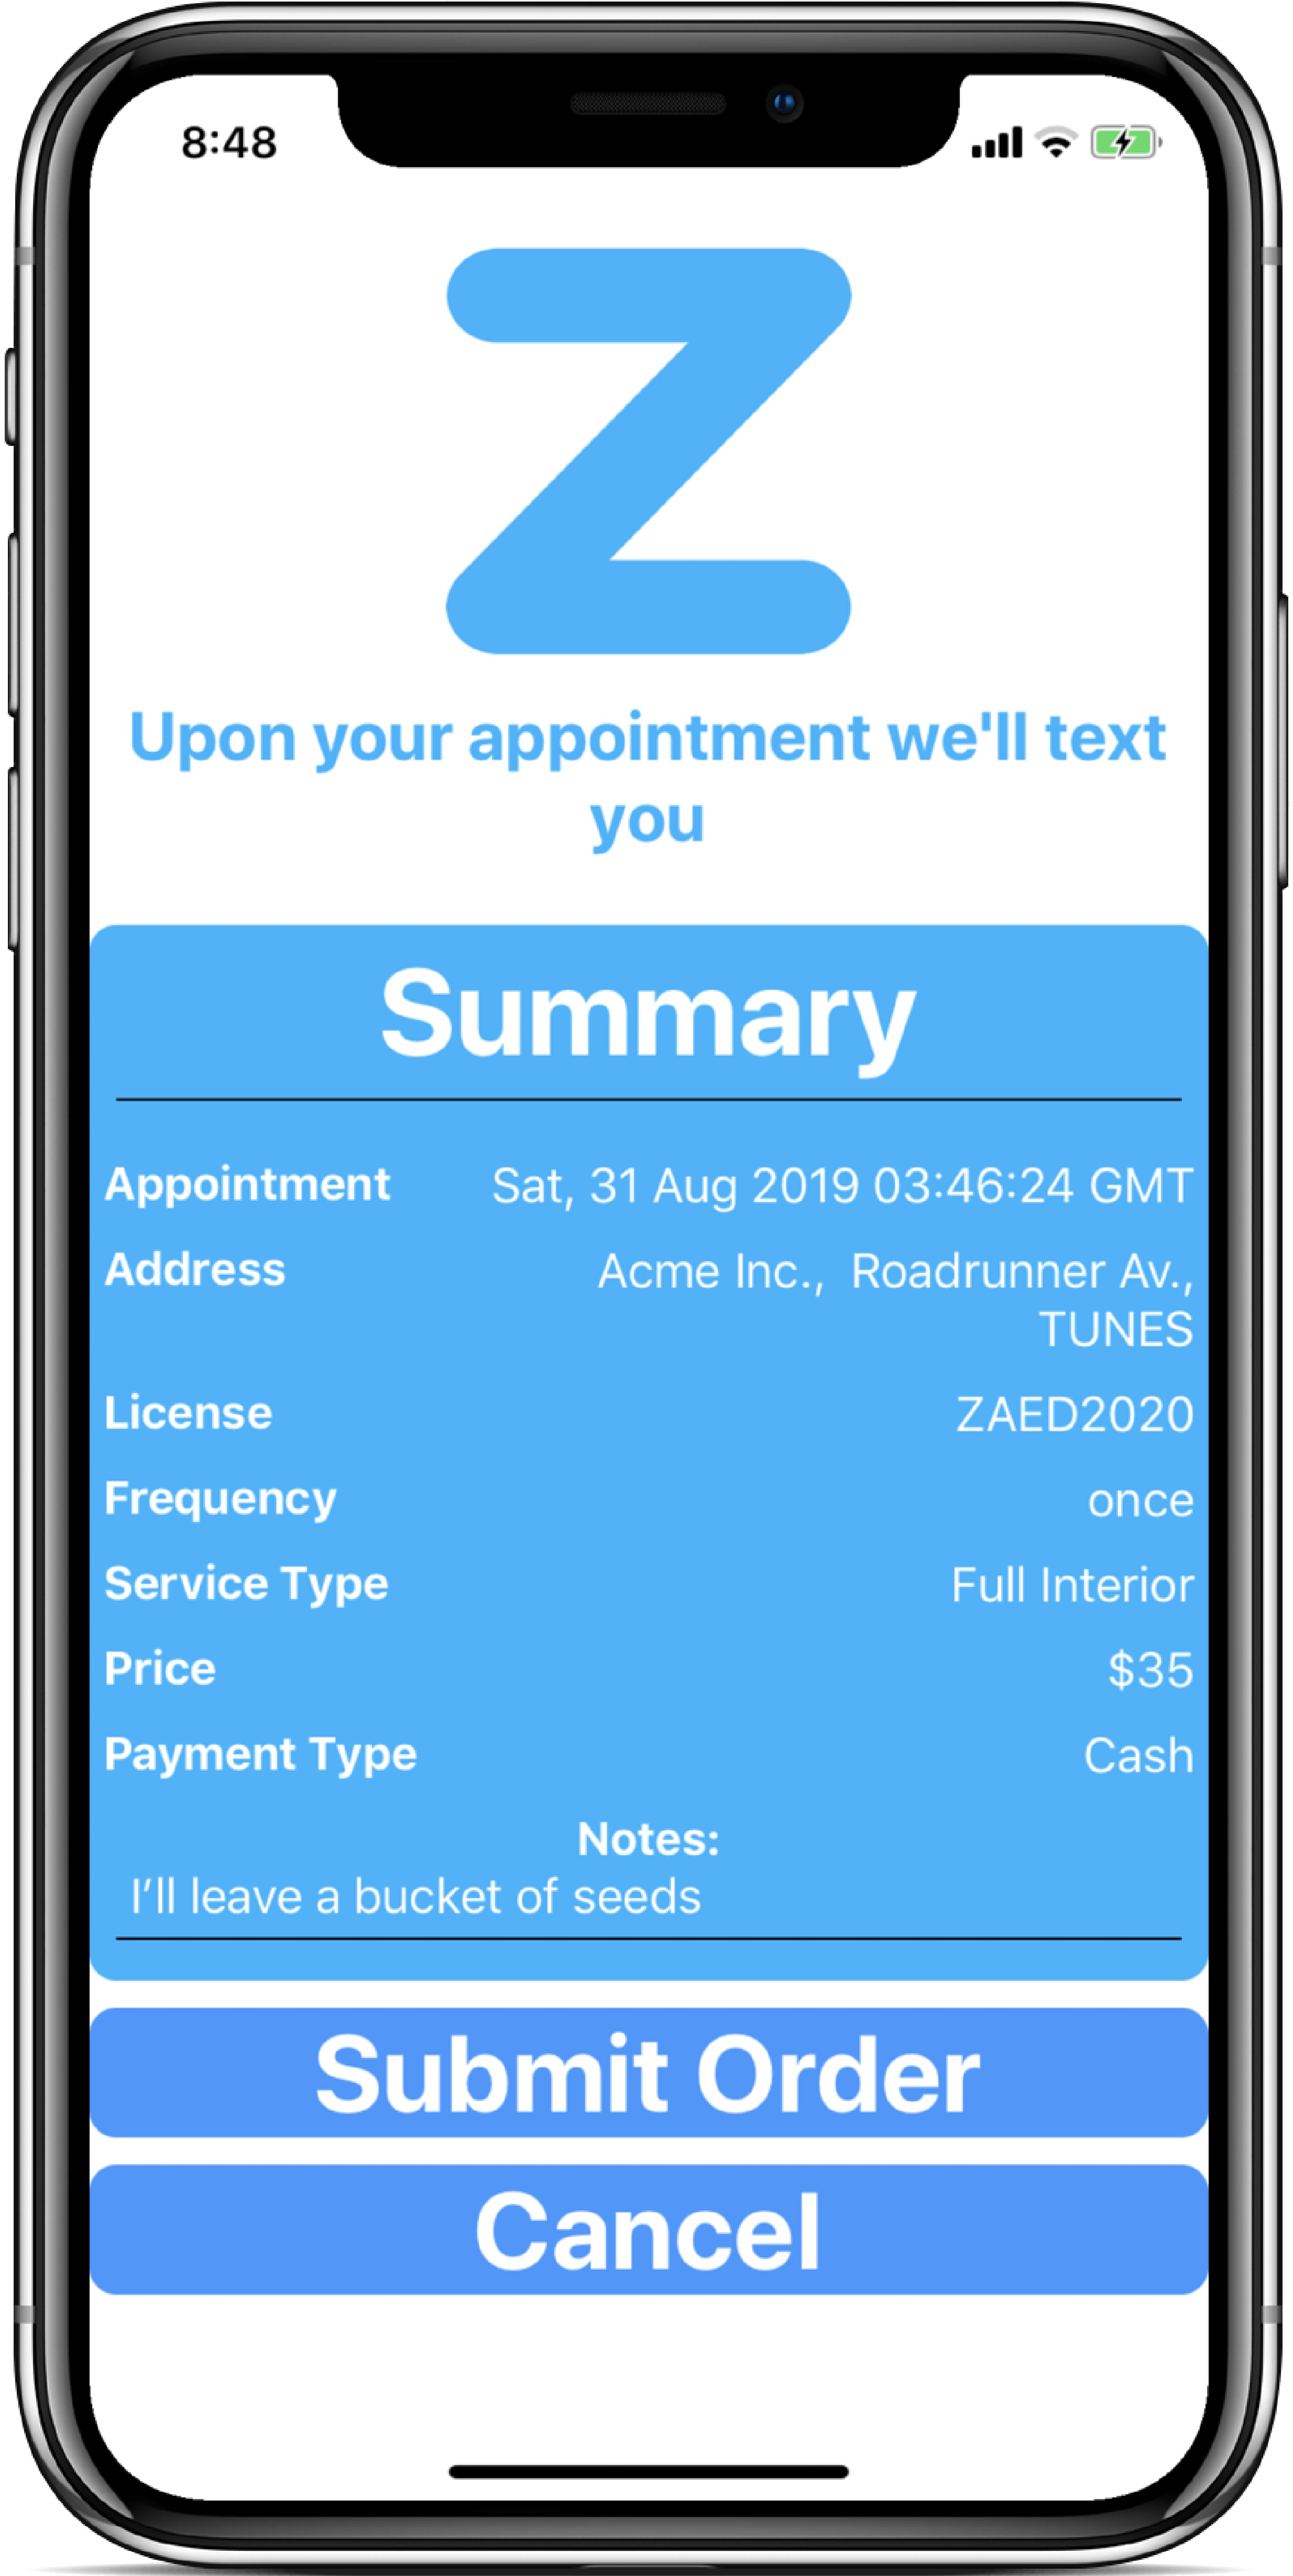 8:48
Z
Upon your appointment we'll text
you
Summary
Appointment Sat, 31 Aug 2019 03:46:24 GMT
Address Acme Inc.,  Roadrunner Av.,
TUNES
License ZAED2020
Frequency once
Service Type Full Interior
Price $35
Payment Type Cash
Notes:
I’ll leave a bucket of seeds
Submit Order
Cancel